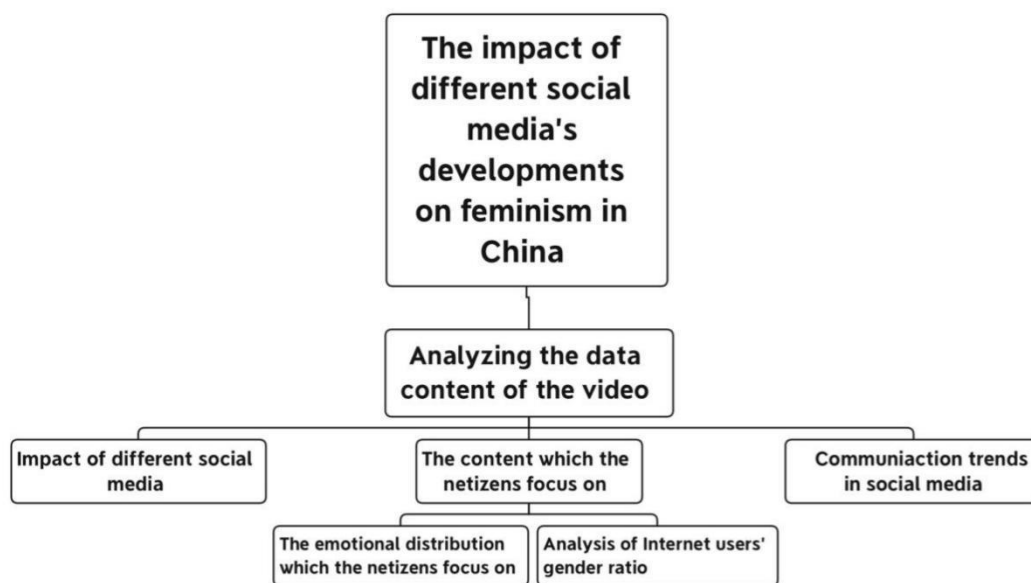 The impact of
different social
media's
developments
on feminism in
China
Analyzing the data
content of the video
Impact of different social
media
The content which the
netizens focus on
Communiaction trends
in social media
The emotional distribution
which the netizens focus on
Analysis of Internet users'
gender ratio